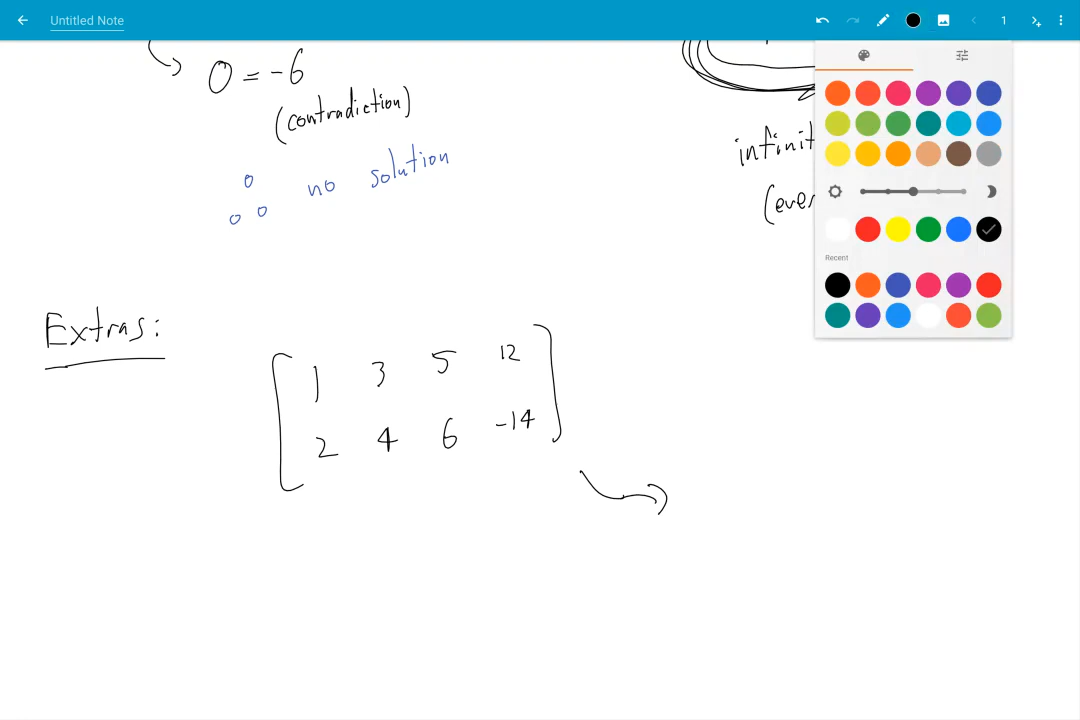 Untitled Note
1
0 = -6
(contradiction)
∴ no solution
infinit
(ever
Recent
Extras:
1 3 5 12
2 4 6 -14